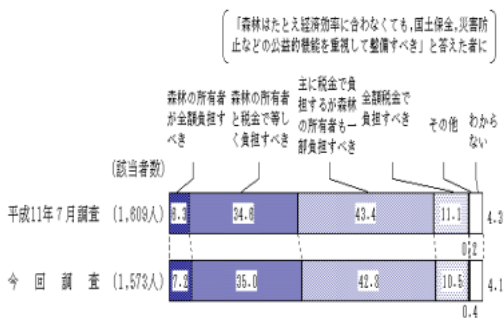 「森林はたとえ経済効率に合わなくても,国土保全,災害防
止などの公益的機能を重視して整備すべき」と答えた者に
森林の所有者
が全額負担す
べき
森林の所有者
と税金で等し
く負担すべき
主に税金で負
担するが森林
の所有者も一
部負担すべき
全額税金で
負担すべき
その他
わから
ない
(該当者数)
平成11年7月調査 (1,609人) 6.3 34.8 43.4 11.1 4.3
0.2
今回調査 (1,573人) 7.2 35.0 42.8 10.5 4.1
0.4